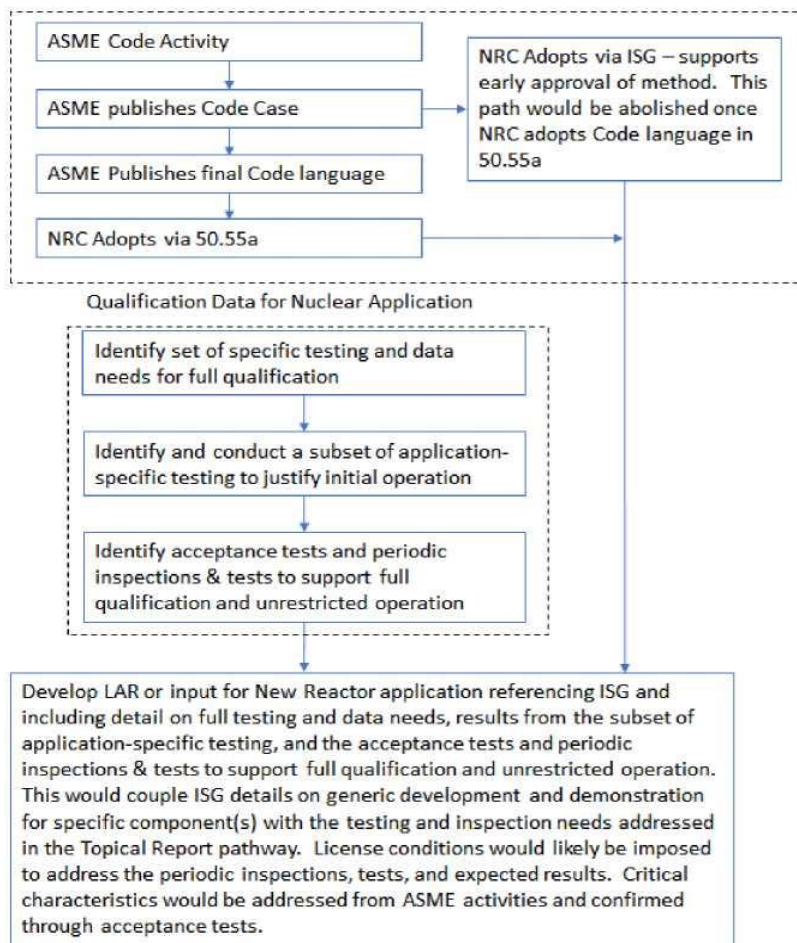 ASME Code Activity
ASME publishes Code Case
ASME Publishes final Code language
NRC Adopts via 50.55a
NRC Adopts via ISG – supports
early approval of method.  This
path would be abolished once
NRC adopts Code language in
50.55a
Qualification Data for Nuclear Application
Identify set of specific testing and data
needs for full qualification
Identify and conduct a subset of application-
specific testing to justify initial operation
Identify acceptance tests and periodic
inspections & tests to support full
qualification and unrestricted operation
Develop LAR or input for New Reactor application referencing ISG and
including detail on full testing and data needs, results from the subset of
application-specific testing, and the acceptance tests and periodic
inspections & tests to support full qualification and unrestricted operation.
This would couple ISG details on generic development and demonstration
for specific component(s) with the testing and inspection needs addressed
in the Topical Report pathway.  License conditions would likely be imposed
to address the periodic inspections, tests, and expected results.  Critical
characteristics would be addressed from ASME activities and confirmed
through acceptance tests.